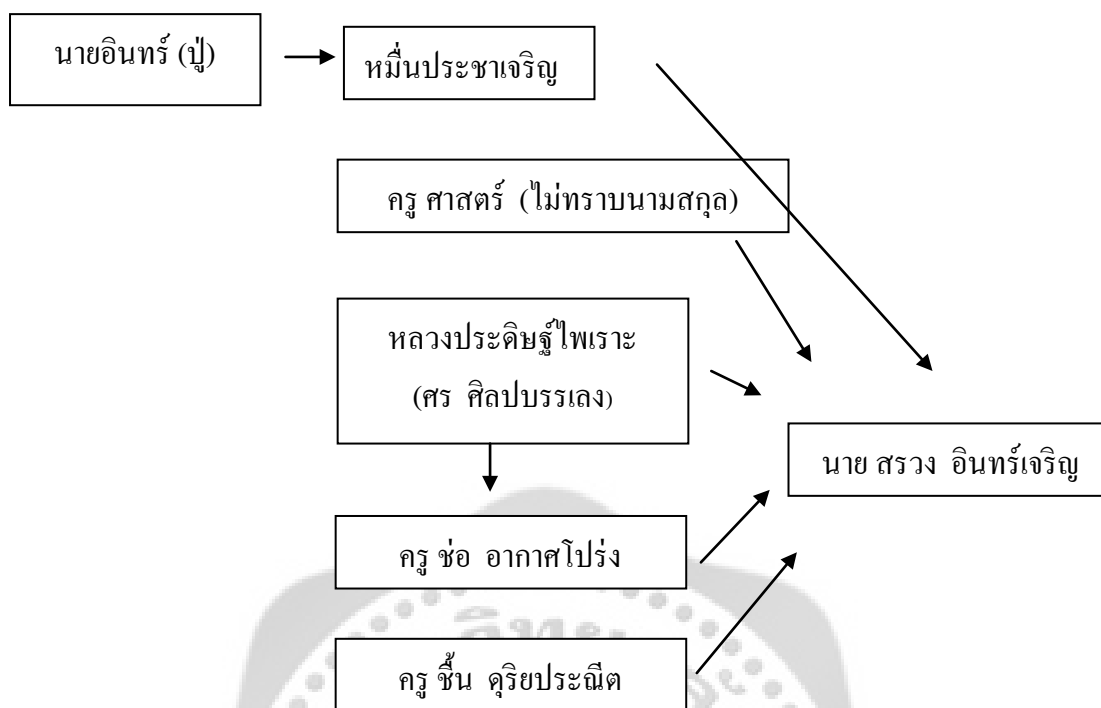 นายอินทร์ (ปู่)
หมื่นประชาเจริญ
ครู ศาสตร์ (ไม่ทราบนามสกุล)
หลวงประดิษฐ์ไพเราะ
(ศร ศิลปบรรเลง)
นาย สรวง อินทร์เจริญ
ครู ช่อ อากาศโปร่ง
ครู ชื้น ดุริยประณีต